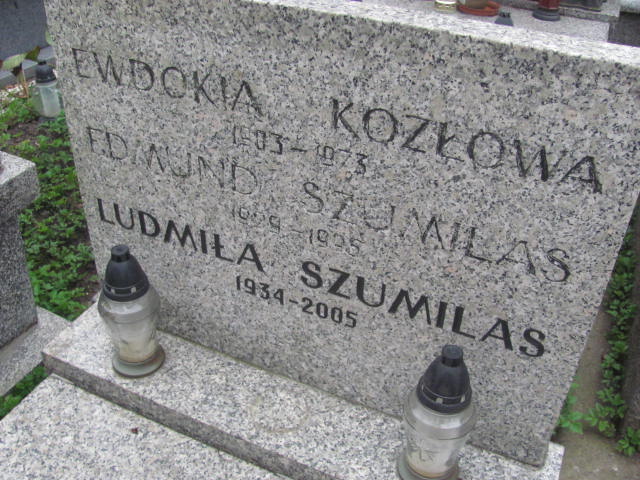 EWDOKIA KOZŁOWA
1903-1973
EDMUND SZUMILAS
LUDMIŁA SZUMILAS
1934-2005